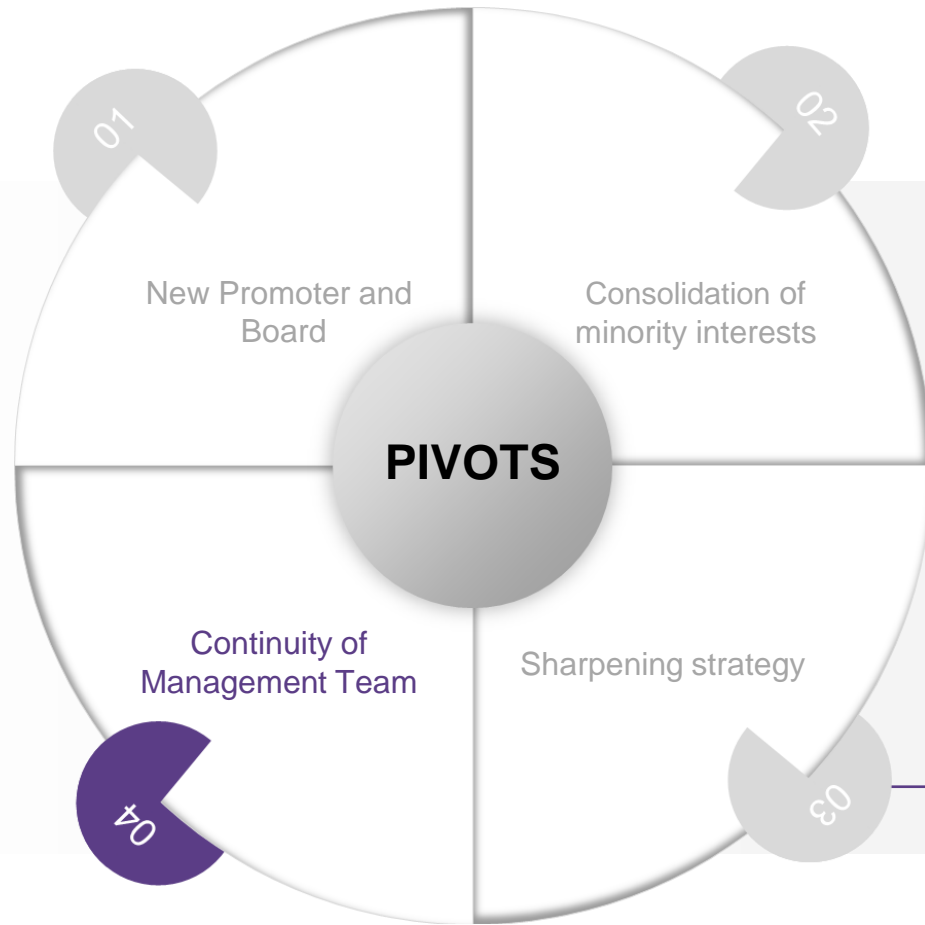 01
New Promoter and
Board
02
Consolidation of
minority interests
PIVOTS
Continuity of
Management Team
04
Sharpening strategy
03